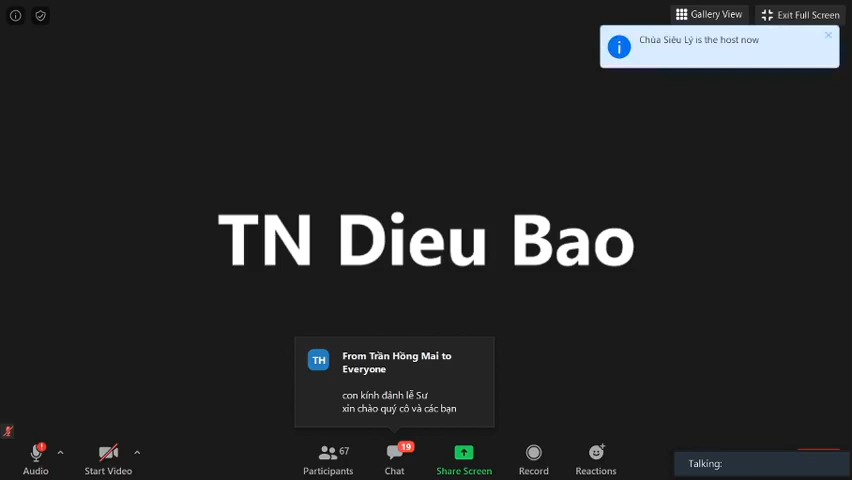 Gallery View
Exit Full Screen
Chùa Siêu Lý is the host now
TN Dieu Bao
TH
From Trần Hồng Mai to
Everyone
con kính đảnh lễ Sư
xin chào quý cô và các bạn
67
19
Audio
Start Video
Participants
Chat
Share Screen
Record
Reactions
Talking: